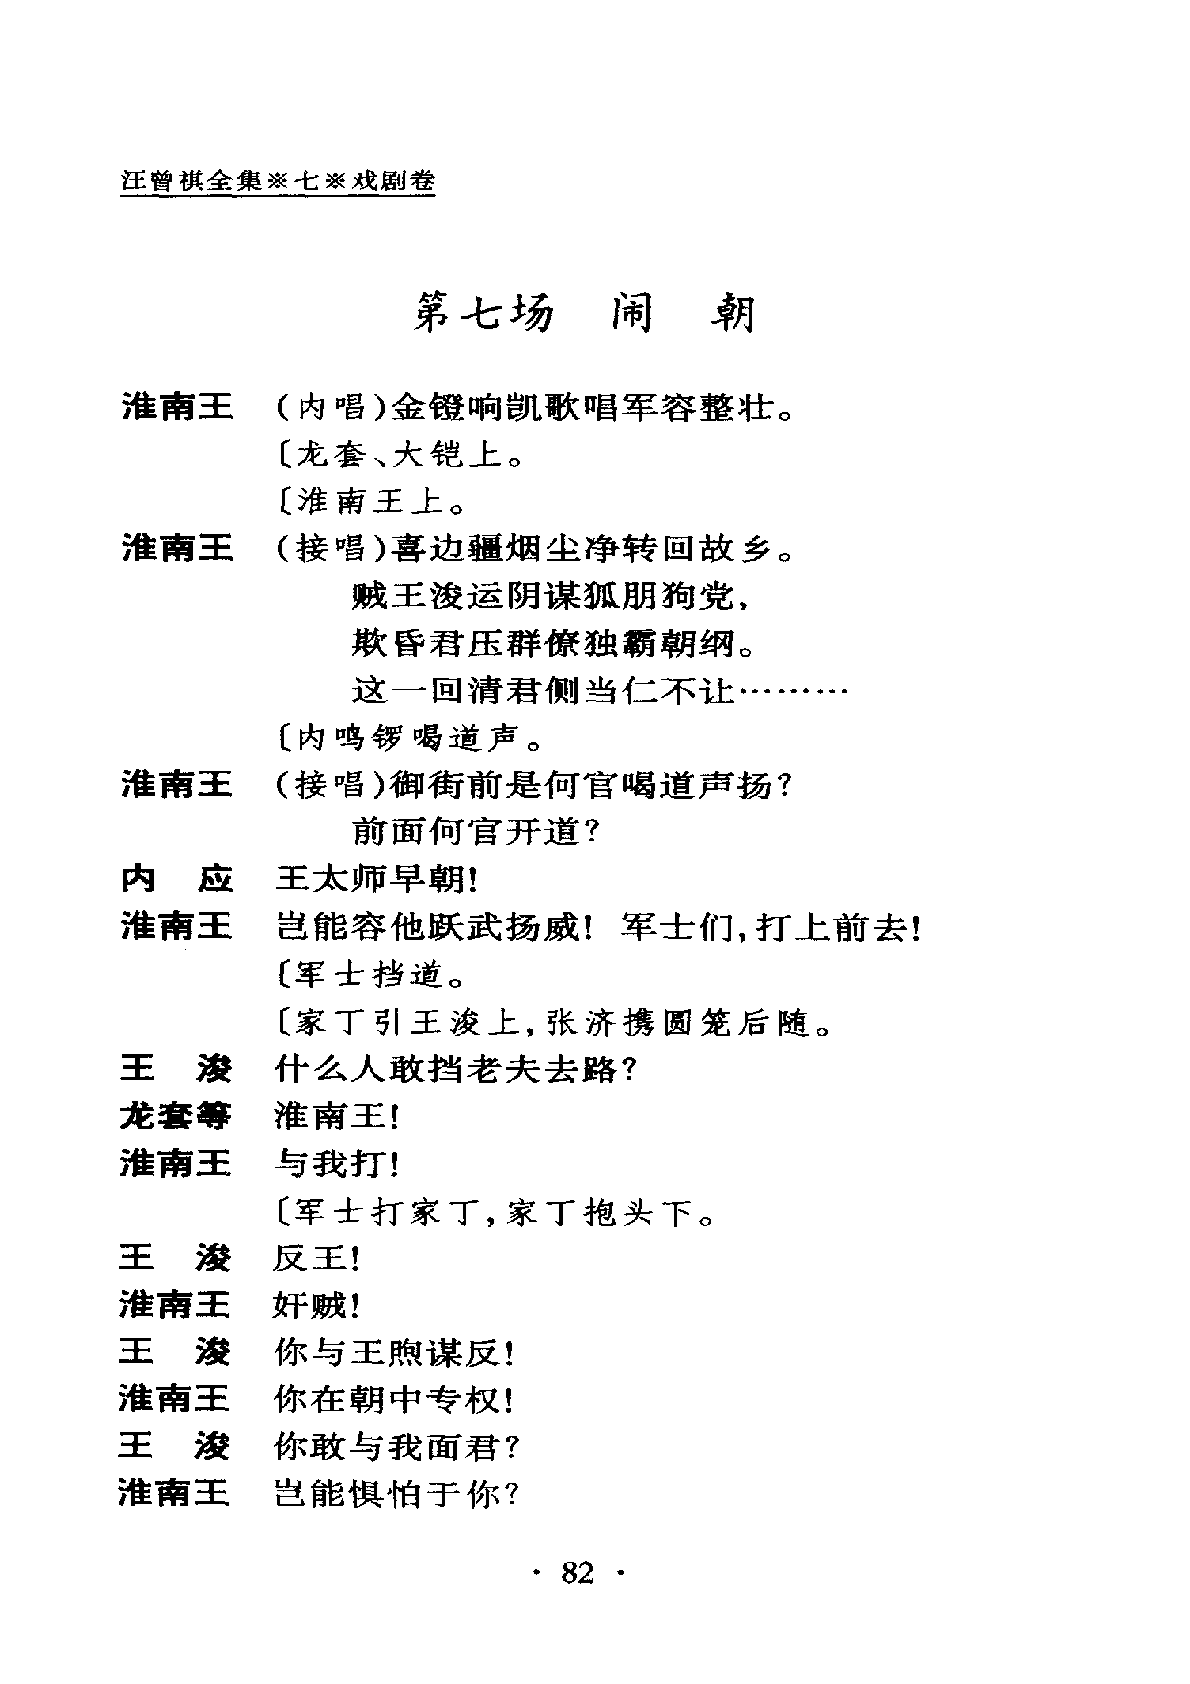 汪曾祺全集※七※戏剧卷
第七场 闹 朝
淮南王 (内唱)金镫响凯歌唱军容整壮。
〔龙套、大铠上。
〔淮南王上。
淮南王 (接唱)喜边疆烟尘净转回故乡。
贼王浚运阴谋狐朋狗党,
欺昏君压群僚独霸朝纲。
这一回清君侧当仁不让………
〔内鸣锣喝道声。
淮南王 (接唱)御街前是何官喝道声扬?
前面何官开道?
内 应 王太师早朝!
淮南王 岂能容他跃武扬威! 军士们,打上前去!
〔军士挡道。
〔家丁引王浚上,张济携圆笼后随。
王 浚 什么人敢挡老夫去路?
龙套等 淮南王!
淮南王 与我打!
〔军士打家丁,家丁抱头下。
王 浚 反王!
淮南王 奸贼!
王 浚 你与王煦谋反!
淮南王 你在朝中专权!
王 浚 你敢与我面君?
淮南王 岂能惧怕于你?
· 82 ·